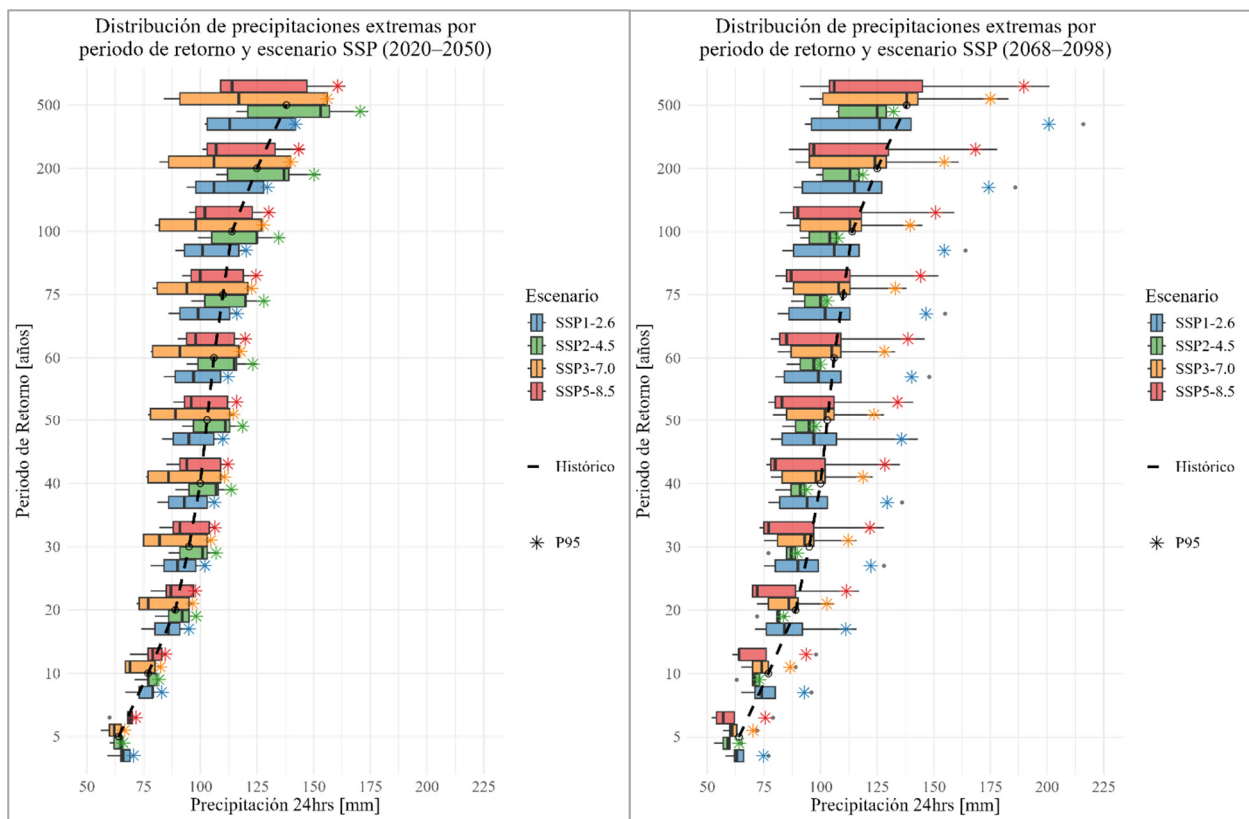 Distribución de precipitaciones extremas por
periodo de retorno y escenario SSP (2020–2050)
Periodo de Retorno [años]
500
200
100
75
60
50
40
30
20
10
5
50
75
100
125
150
175
200
225
Precipitación 24hrs [mm]
Escenario
SSP1-2.6
SSP2-4.5
SSP3-7.0
SSP5-8.5
Histórico
P95
Distribución de precipitaciones extremas por
periodo de retorno y escenario SSP (2068–2098)
Periodo de Retorno [años]
500
200
100
75
60
50
40
30
20
10
5
50
75
100
125
150
175
200
225
Precipitación 24hrs [mm]
Escenario
SSP1-2.6
SSP2-4.5
SSP3-7.0
SSP5-8.5
Histórico
P95